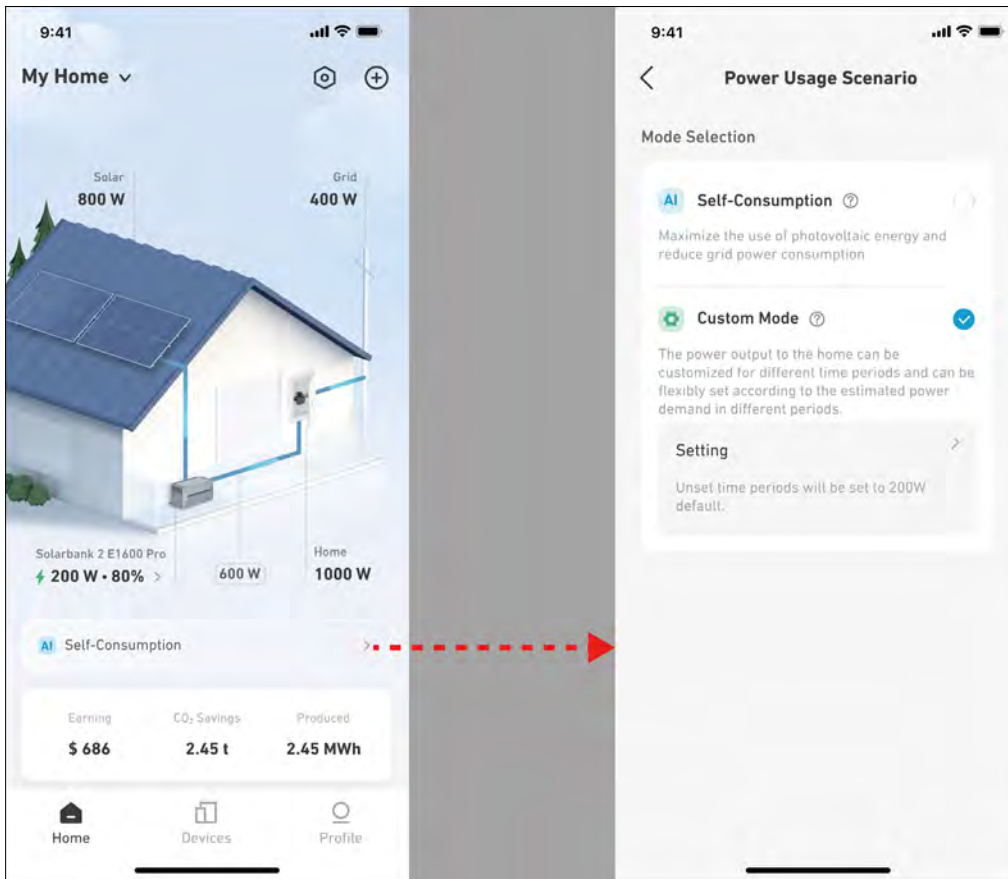 9:41
My Home
Solar
800 W
Grid
400 W
Solarbank 2 E1600 Pro
200 W • 80%
600 W
Home
1000 W
AI Self-Consumption
Earning
$ 686
CO₂ Savings
2.45 t
Produced
2.45 MWh
Home
Devices
Profile
9:41
Power Usage Scenario
Mode Selection
AI Self-Consumption ?
Maximize the use of photovoltaic energy and
reduce grid power consumption
Custom Mode ?
The power output to the home can be
customized for different time periods and can be
flexibly set according to the estimated power
demand in different periods.
Setting
Unset time periods will be set to 200W
default.